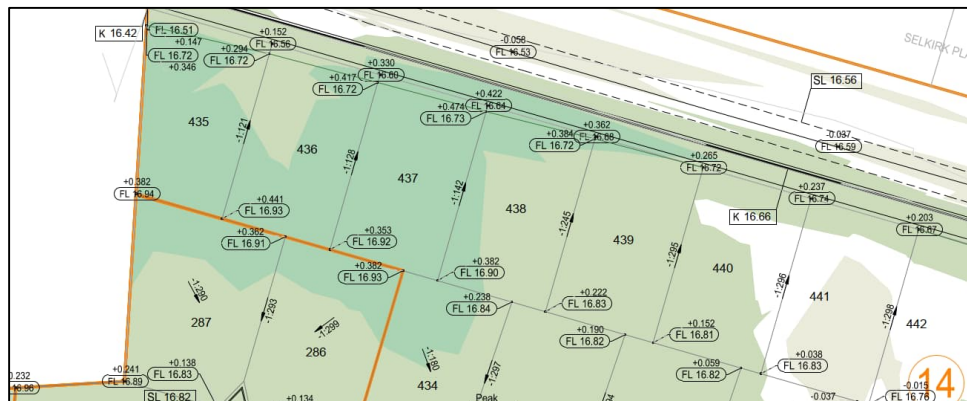 K 16.42
FL 16.51
+0.147
FL 16.72
+0.346
+0.152
FL 16.56
+0.294
FL 16.72
+0.330
FL 16.60
+0.417
FL 16.72
+0.422
FL 16.64
+0.474
FL 16.73
-0.056
FL 16.53
+0.362
FL 16.68
+0.384
FL 16.72
SELKIRK PL
SL 16.56
-0.037
FL 16.59
+0.265
FL 16.72
K 16.66
+0.237
FL 16.74
+0.203
FL 16.67
435
-1:121
436
-1:128
437
-1:142
438
-1:245
439
-1:295
440
-1:296
441
-1:298
442
+0.382
FL 16.94
+0.441
FL 16.93
+0.362
FL 16.91
+0.353
FL 16.92
+0.382
FL 16.93
+0.382
FL 16.90
+0.238
FL 16.84
+0.222
FL 16.83
+0.190
FL 16.82
+0.152
FL 16.81
+0.059
FL 16.82
+0.038
FL 16.83
-0.015
FL 16.76
-0.037
14
-1:290
287
-1:293
-1:299
286
-1:180
434
-1:297
Peak
0.232
16.96
+0.241
FL 16.89
+0.138
FL 16.83
SL 16.82
+0.134